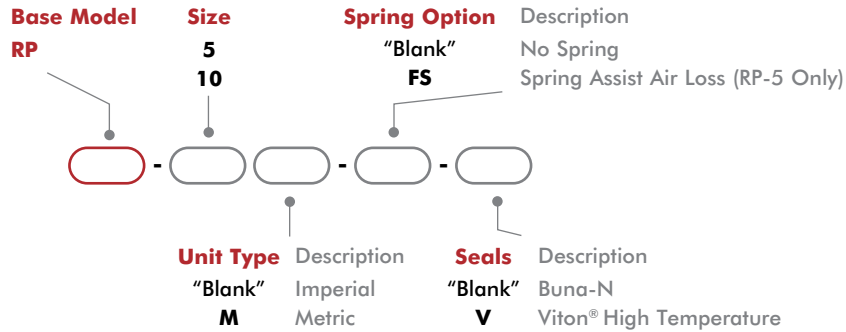 Base Model Size Spring Option Description
RP 5 “Blank” No Spring
10 FS Spring Assist Air Loss (RP-5 Only)
- - -
Unit Type Description Seals Description
“Blank” Imperial “Blank” Buna-N
M Metric V Viton® High Temperature